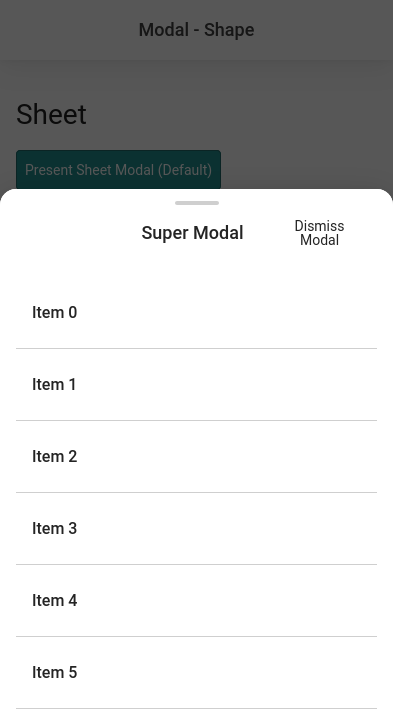 Modal - Shape
Sheet
Present Sheet Modal (Default)
Super Modal
Dismiss
Modal
Item 0
Item 1
Item 2
Item 3
Item 4
Item 5